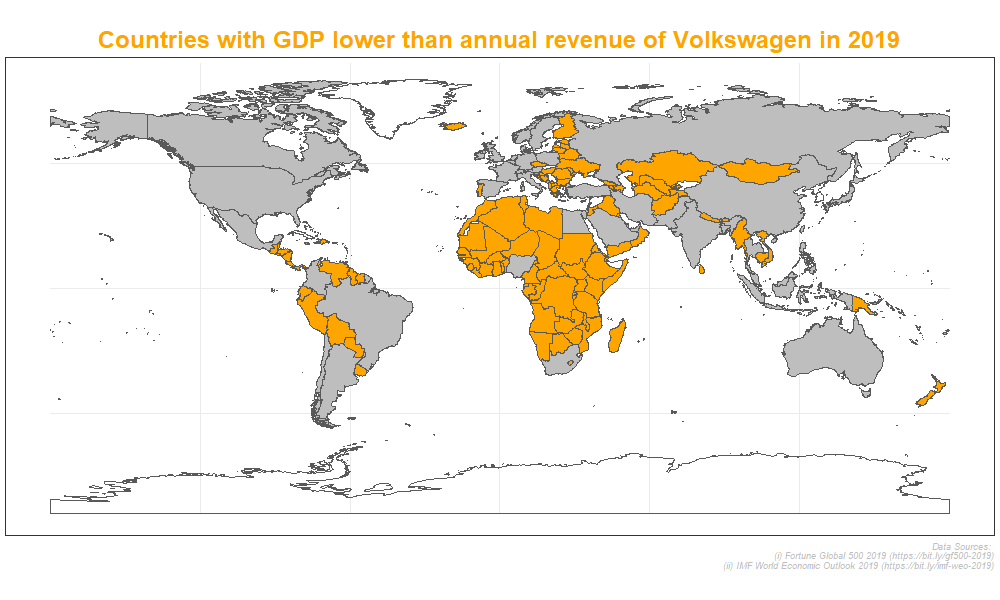 Countries with GDP lower than annual revenue of Volkswagen in 2019
Data Sources:
(i) Fortune Global 500 2019 (https://bit.ly/gf500-2019)
(ii) IMF World Economic Outlook 2019 (https://bit.ly/imf-weo-2019)